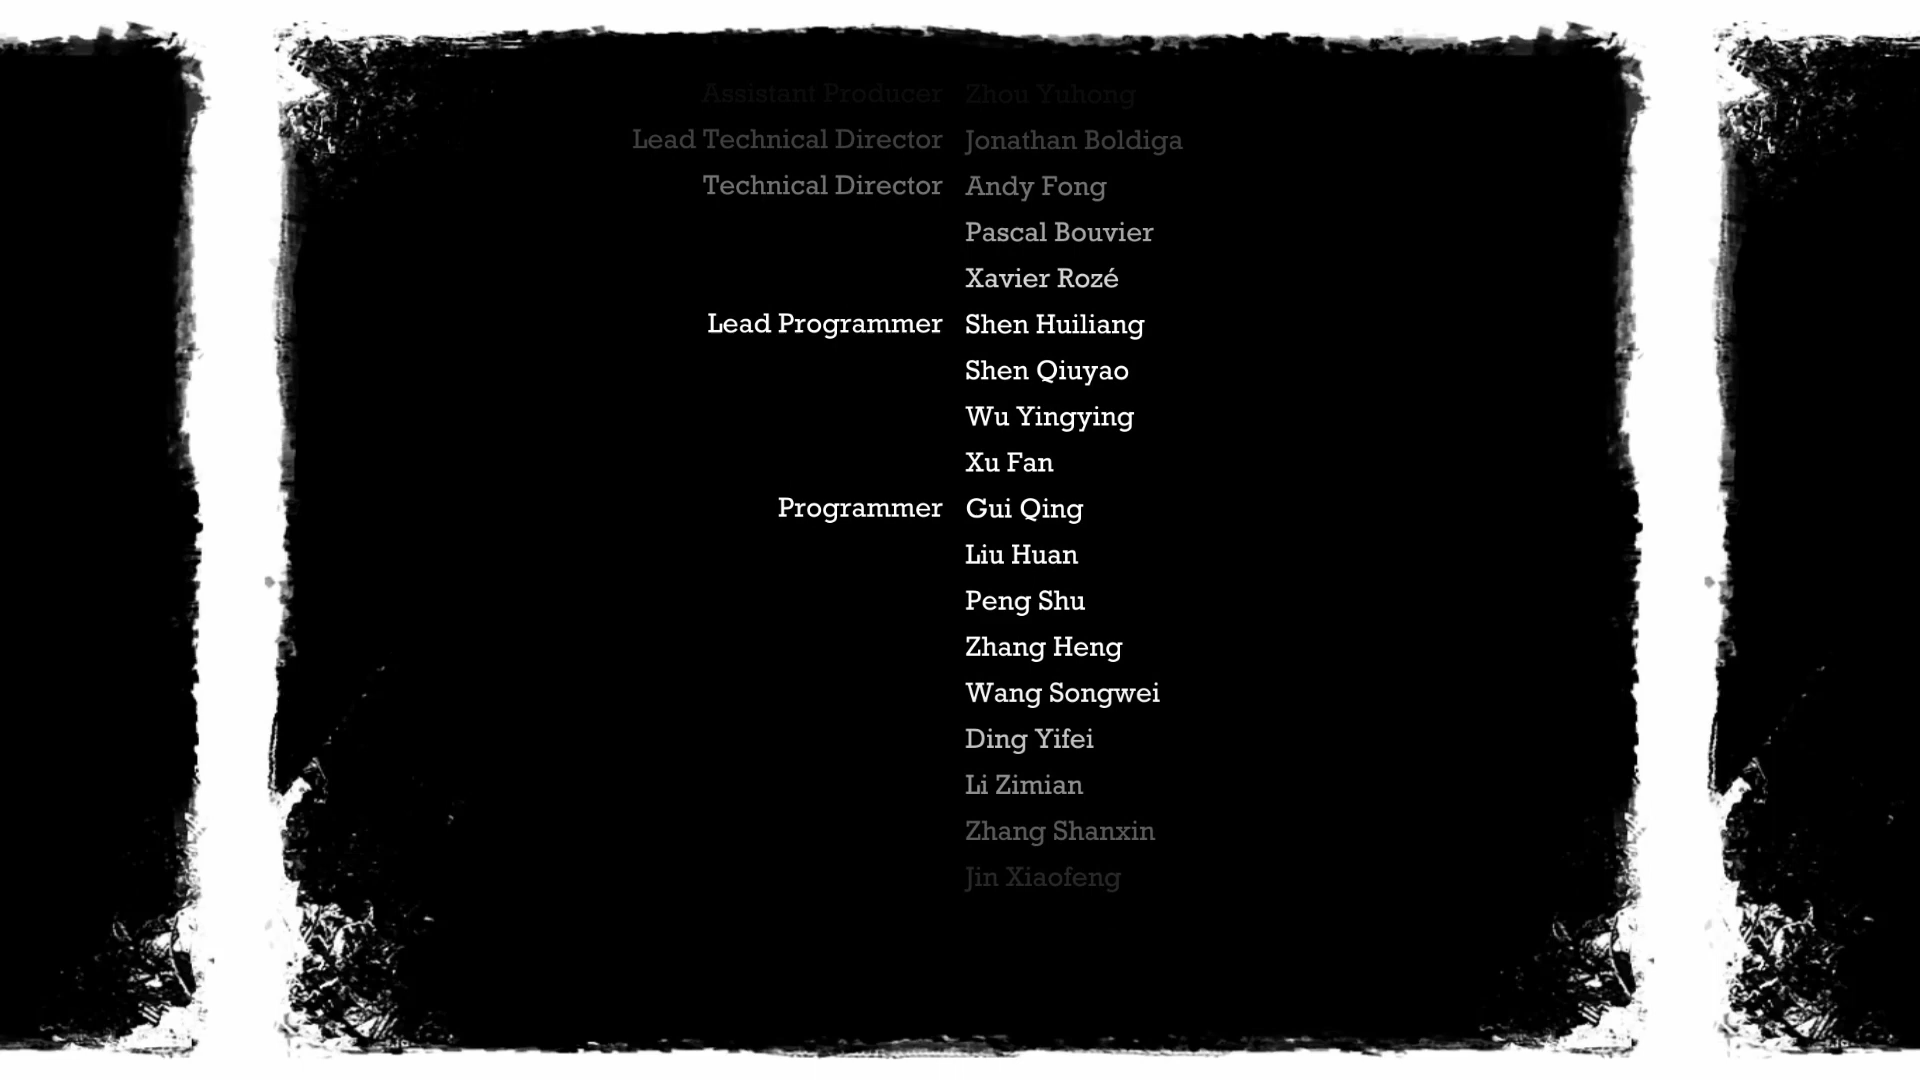 Assistant Producer Zhou Yuhong
Lead Technical Director Jonathan Boldiga
Technical Director Andy Fong
Pascal Bouvier
Xavier Rozé
Lead Programmer Shen Huiliang
Shen Qiuyao
Wu Yingying
Xu Fan
Programmer Gui Qing
Liu Huan
Peng Shu
Zhang Heng
Wang Songwei
Ding Yifei
Li Zimian
Zhang Shanxin
Jin Xiaofeng